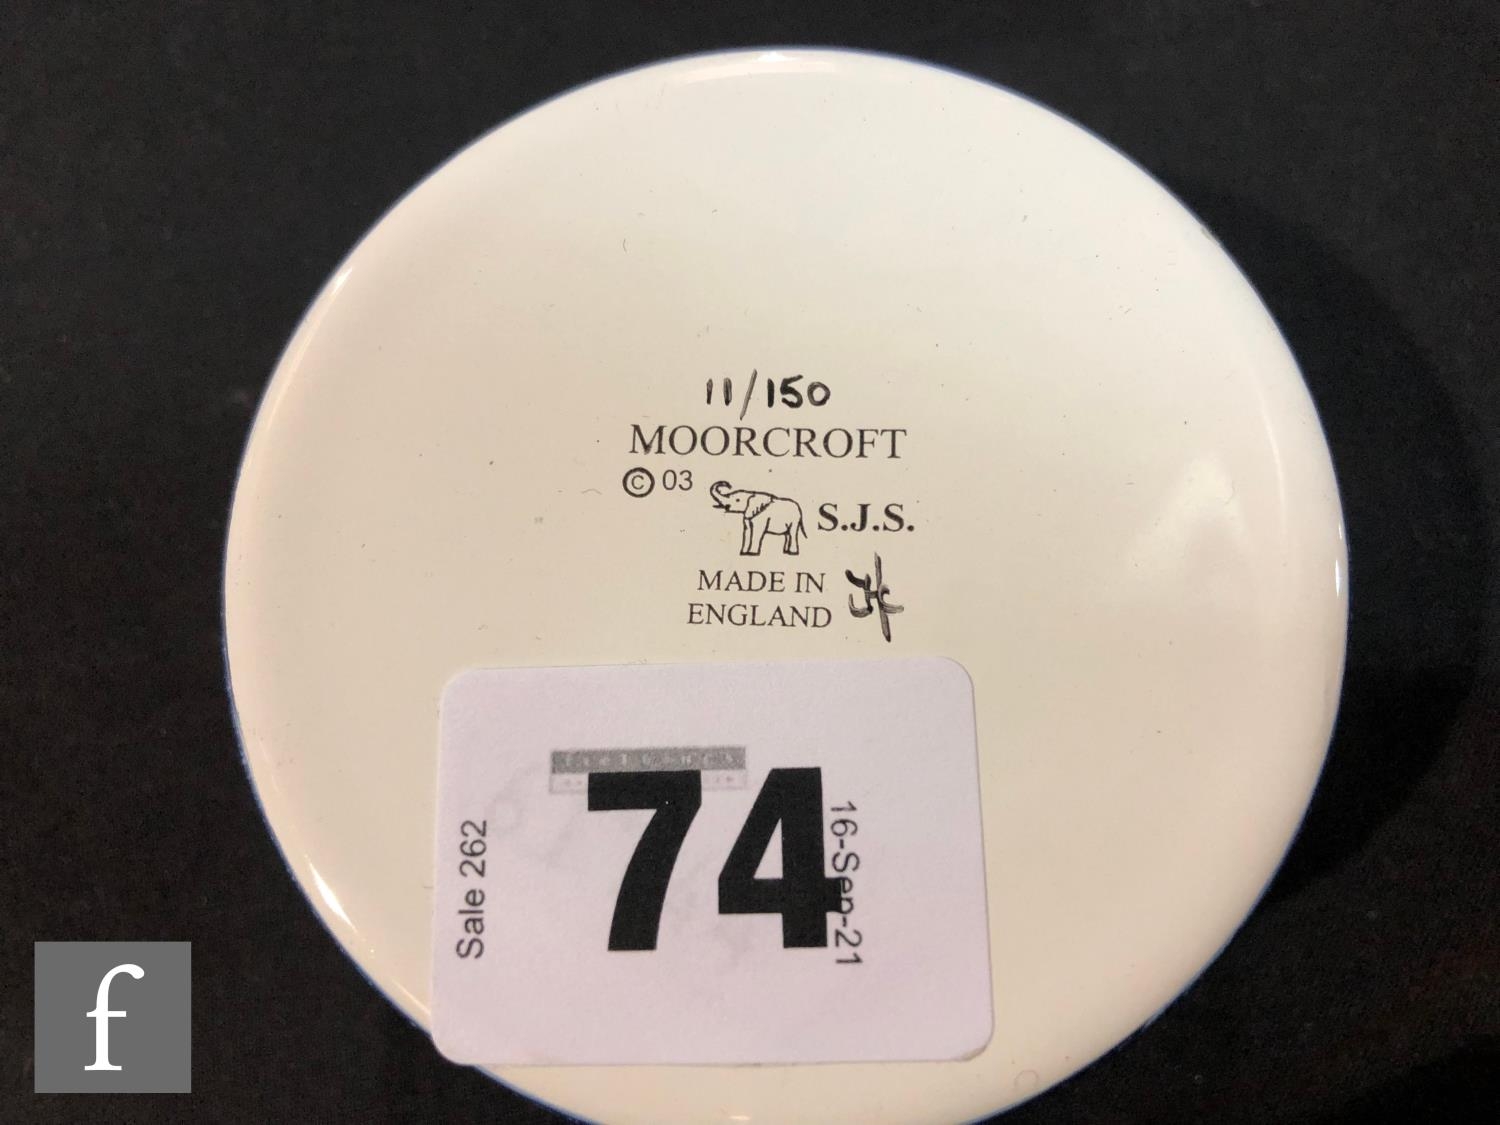 11/150
MOORCROFT
© 03
S.J.S.
MADE IN
ENGLAND
Sale 262
74
16-Sep-21
f